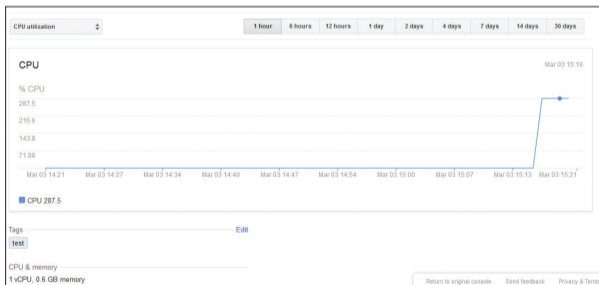 CPU utilization
1 hour 6 hours 12 hours 1 day 2 days 4 days 7 days 14 days 30 days
CPU Mar 03 15:19
% CPU
287.5
215.6
143.8
71.88
Mar 03 14:21 Mar 03 14:27 Mar 03 14:34 Mar 03 14:40 Mar 03 14:47 Mar 03 14:54 Mar 03 15:00 Mar 03 15:07 Mar 03 15:13 Mar 03 15:21
CPU 287.5
Tags Edit
test
CPU & memory
1 vCPU, 0.6 GB memory
Return to original console Send feedback Privacy & Terms